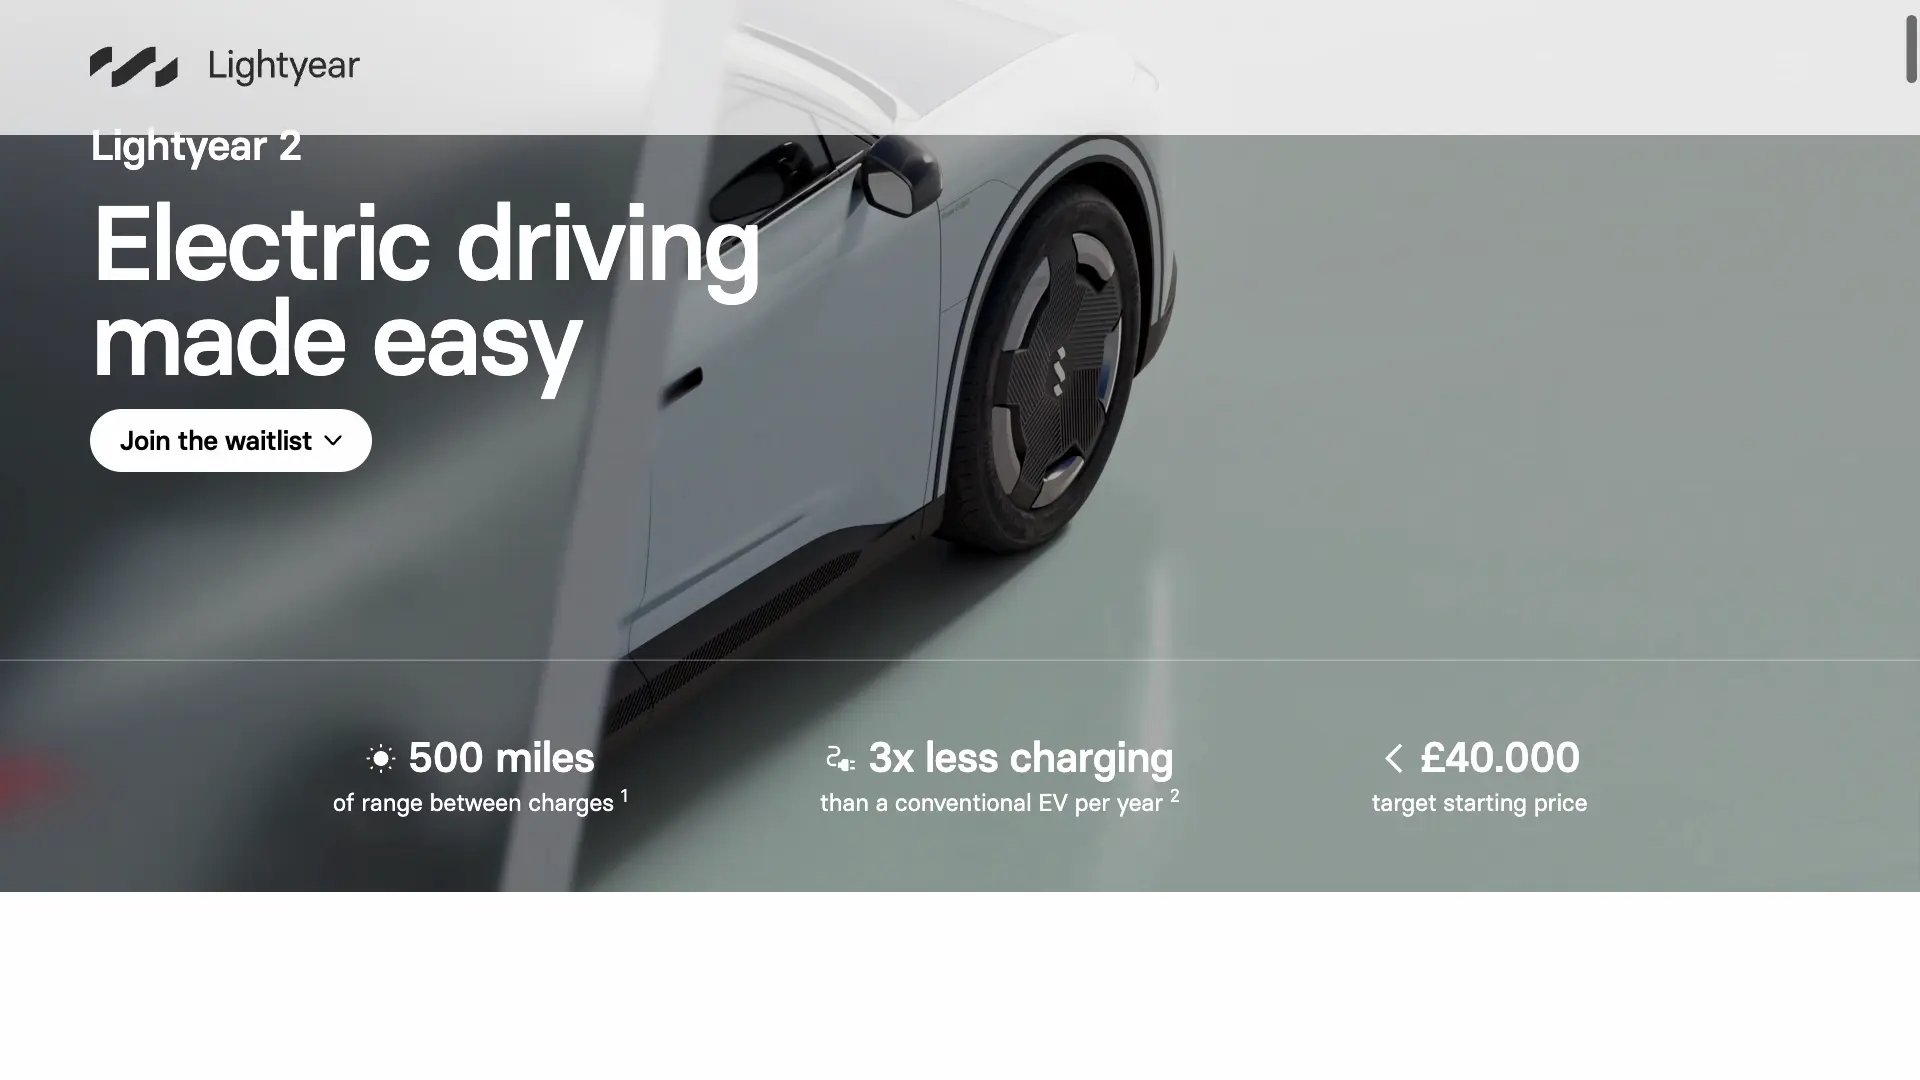 Lightyear
Lightyear 2
Electric driving
made easy
Join the waitlist
500 miles
of range between charges 1
3x less charging
than a conventional EV per year 2
< £40.000
target starting price